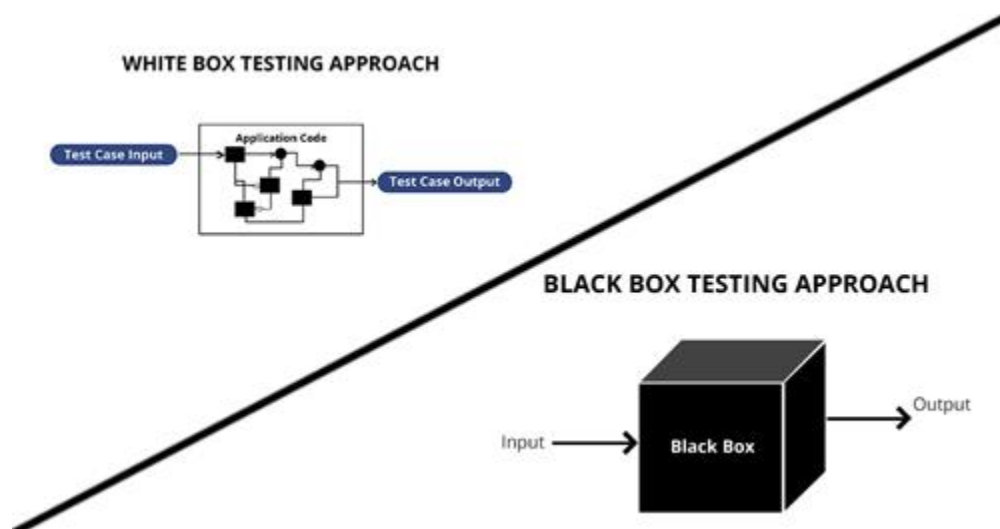 WHITE BOX TESTING APPROACH
Application Code
Test Case Input
Test Case Output
BLACK BOX TESTING APPROACH
Output
Input
Black Box